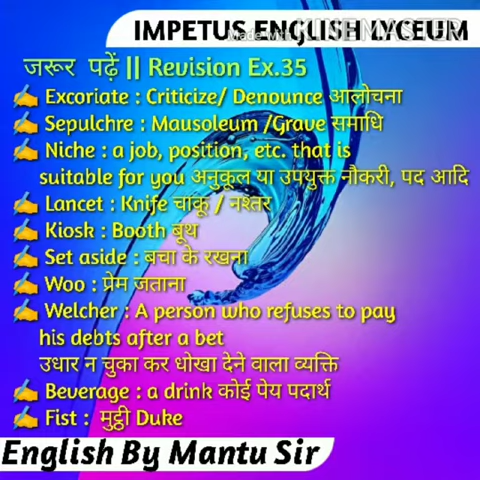 IMPETUS ENGLISH LYCEUM
Made with KINEMASTER
जरूर पढ़ें || Revision Ex.35
✍ Excoriate : Criticize/ Denounce आलोचना
✍ Sepulchre : Mausoleum /Grave समाधि
✍ Niche : a job, position, etc. that is
suitable for you अनुकूल या उपयुक्त नौकरी, पद आदि
✍ Lancet : Knife चाकू / नश्तर
✍ Kiosk : Booth बूथ
✍ Set aside : बचा के रखना
✍ Woo : प्रेम जताना
✍ Welcher : A person who refuses to pay
his debts after a bet
उधार न चुका कर धोखा देने वाला व्यक्ति
✍ Beverage : a drink कोई पेय पदार्थ
✍ Fist : मुट्ठी Duke
English By Mantu Sir